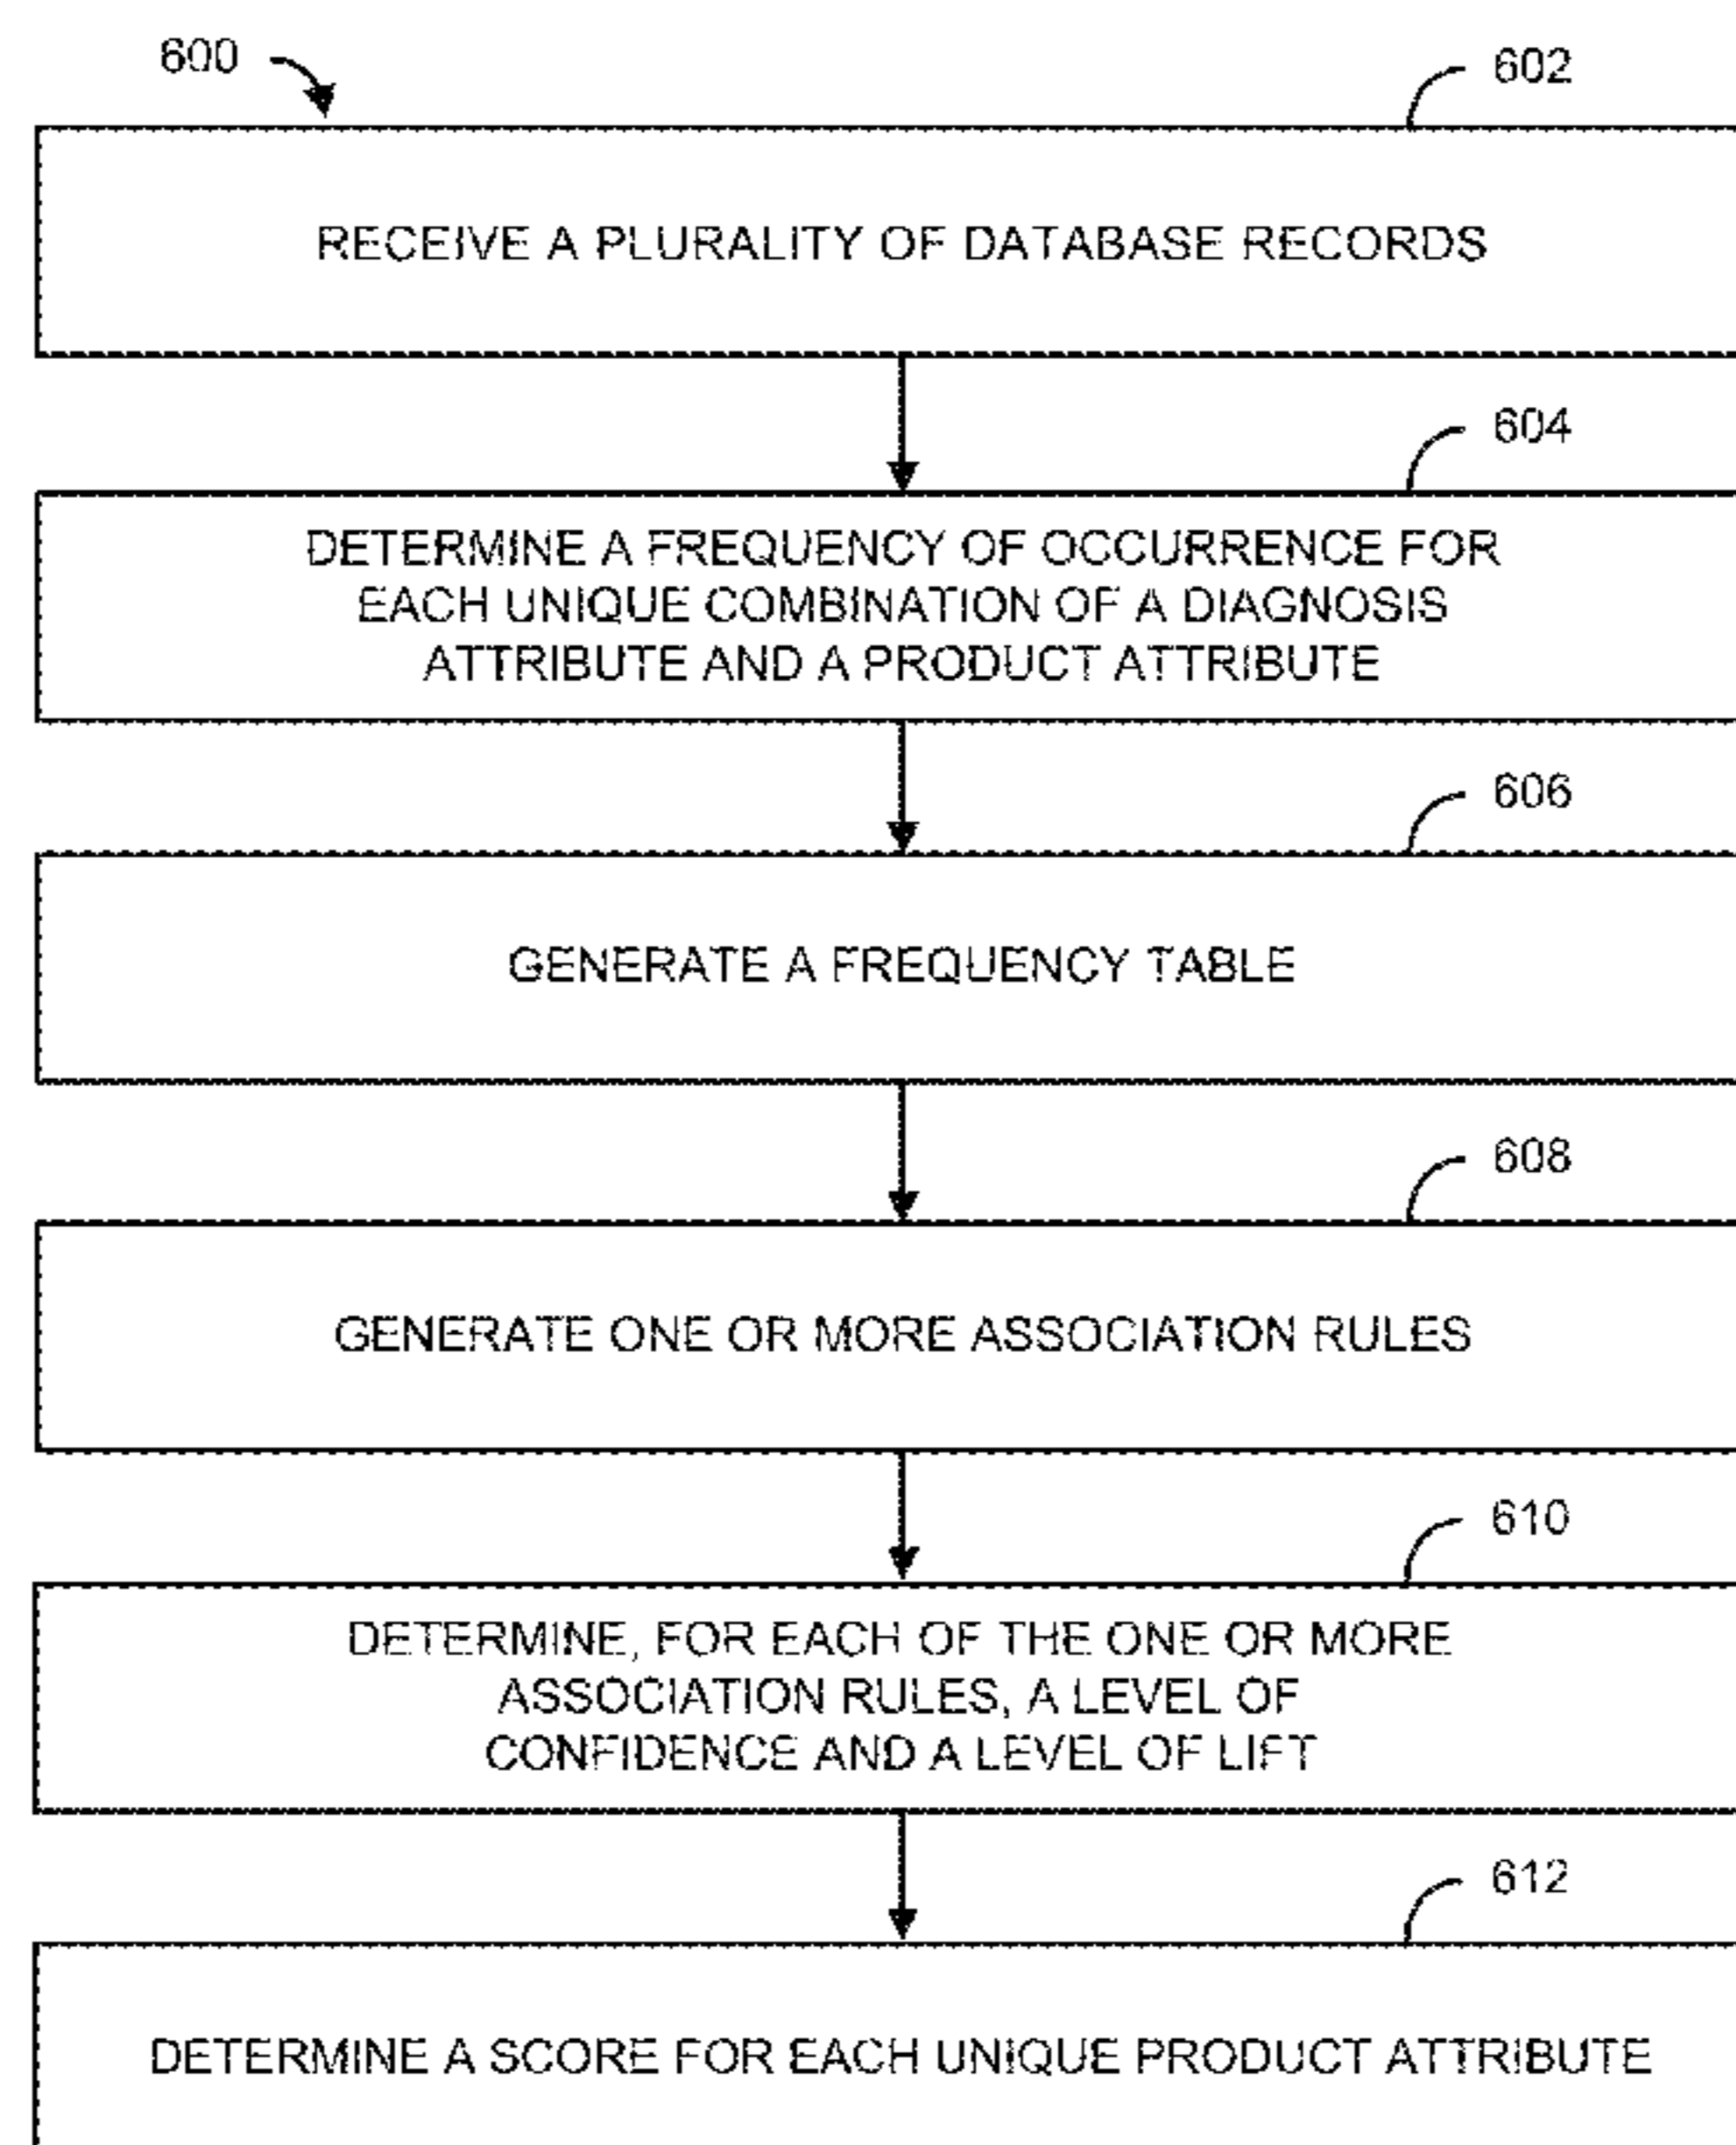 600
602
RECEIVE A PLURALITY OF DATABASE RECORDS
604
DETERMINE A FREQUENCY OF OCCURRENCE FOR
EACH UNIQUE COMBINATION OF A DIAGNOSIS
ATTRIBUTE AND A PRODUCT ATTRIBUTE
606
GENERATE A FREQUENCY TABLE
608
GENERATE ONE OR MORE ASSOCIATION RULES
610
DETERMINE, FOR EACH OF THE ONE OR MORE
ASSOCIATION RULES, A LEVEL OF
CONFIDENCE AND A LEVEL OF LIFT
612
DETERMINE A SCORE FOR EACH UNIQUE PRODUCT ATTRIBUTE